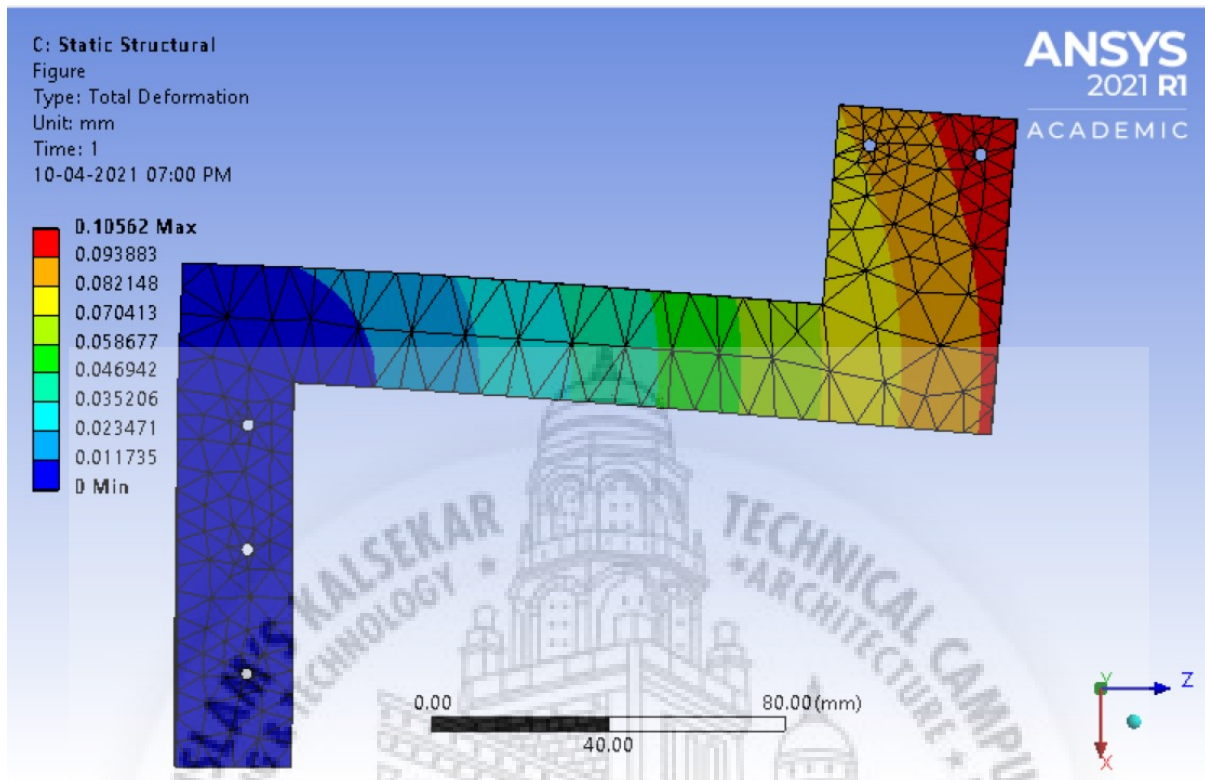 C: Static Structural
Figure
Type: Total Deformation
Unit: mm
Time: 1
10-04-2021 07:00 PM
ANSYS
2021 R1
ACADEMIC
0.10562 Max
0.093883
0.082148
0.070413
0.058677
0.046942
0.035206
0.023471
0.011735
0 Min
KALSEKAR TECHNICAL CAMPU
TECHNOLOGY • • ARCHITECTURE •
0.00
80.00(mm)
40.00
Y
Z
X